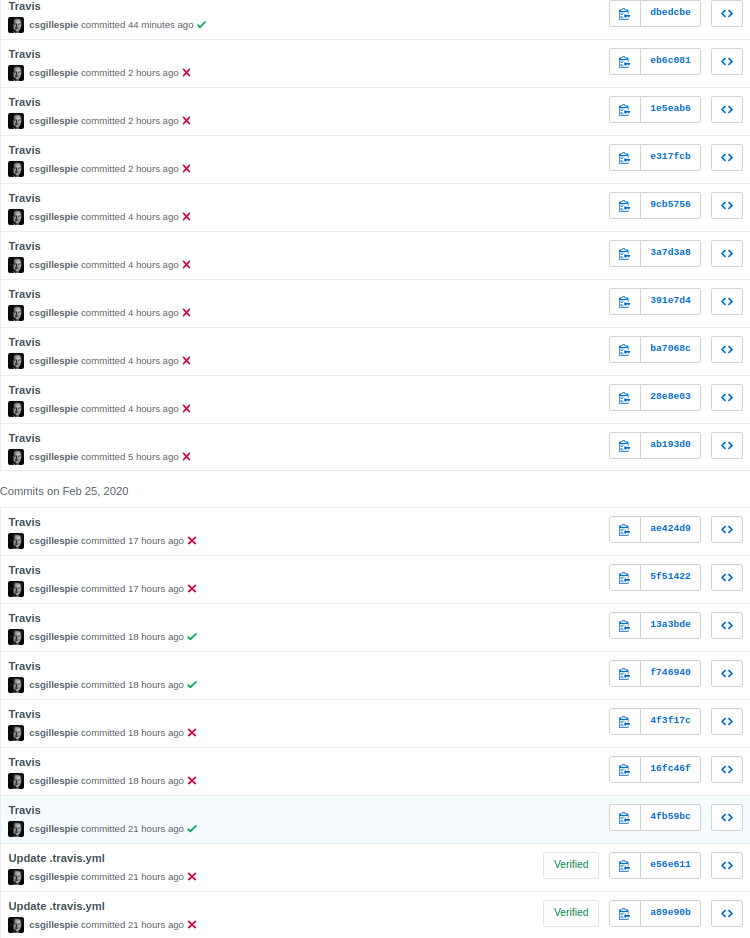 Travis
dbedcbe
csgillespie committed 44 minutes ago
Travis
eb6c081
csgillespie committed 2 hours ago
Travis
1e5eab6
csgillespie committed 2 hours ago
Travis
e317fcb
csgillespie committed 2 hours ago
Travis
9cb5756
csgillespie committed 4 hours ago
Travis
3a7d3a8
csgillespie committed 4 hours ago
Travis
391e7d4
csgillespie committed 4 hours ago
Travis
ba7068c
csgillespie committed 4 hours ago
Travis
28e8e03
csgillespie committed 4 hours ago
Travis
ab193d0
csgillespie committed 5 hours ago
Commits on Feb 25, 2020
Travis
ae424d9
csgillespie committed 17 hours ago
Travis
5f51422
csgillespie committed 17 hours ago
Travis
13a3bde
csgillespie committed 18 hours ago
Travis
f746940
csgillespie committed 18 hours ago
Travis
4f3f17c
csgillespie committed 18 hours ago
Travis
16fc46f
csgillespie committed 18 hours ago
Travis
4fb59bc
csgillespie committed 21 hours ago
Update .travis.yml
Verified
e56e611
csgillespie committed 21 hours ago
Update .travis.yml
Verified
a89e90b
csgillespie committed 21 hours ago